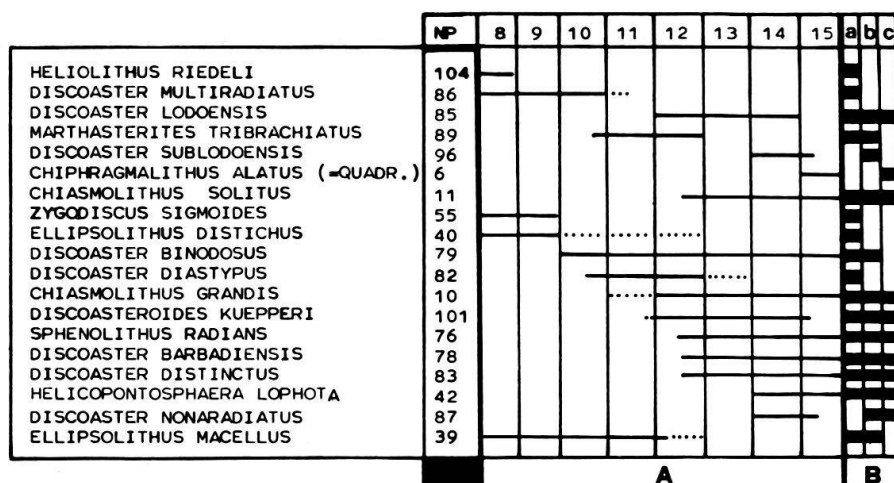 NP 8 9 10 11 12 13 14 15 a b c
HELIOLITHUS RIEDELI 104
DISCOASTER MULTIRADIATUS 86
DISCOASTER LODOENSIS 85
MARTHASTERITES TRIBRACHIATUS 89
DISCOASTER SUBLODOENSIS 96
CHIPHRAGMALITHUS ALATUS (=QUADR.) 6
CHIASMOLITHUS SOLITUS 11
ZYGODISCUS SIGMOIDES 55
ELLIPSOLITHUS DISTICHUS 40
DISCOASTER BINODOSUS 79
DISCOASTER DIASTYPUS 82
CHIASMOLITHUS GRANDIS 10
DISCOASTEROIDES KUEPPERI 101
SPHENOLITHUS RADIANS 76
DISCOASTER BARBADIENSIS 78
DISCOASTER DISTINCTUS 83
HELICOPONTOSPHAERA LOPHOTA 42
DISCOASTER NONARADIATUS 87
ELLIPSOLITHUS MACELLUS 39
A B